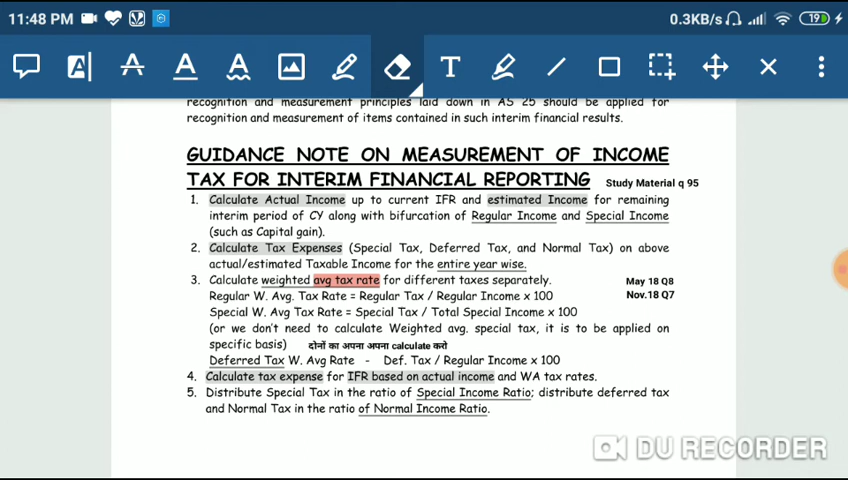 11:48 PM
0.3KB/s
19
A
A
A
A
T
recognition and measurement principles laid down in AS 25 should be applied for
recognition and measurement of items contained in such interim financial results.
GUIDANCE NOTE ON MEASUREMENT OF INCOME
TAX FOR INTERIM FINANCIAL REPORTING Study Material q 95
1. Calculate Actual Income up to current IFR and estimated Income for remaining
interim period of CY along with bifurcation of Regular Income and Special Income
(such as Capital gain).
2. Calculate Tax Expenses (Special Tax, Deferred Tax, and Normal Tax) on above
actual/estimated Taxable Income for the entire year wise.
3. Calculate weighted avg tax rate for different taxes separately. May 18 Q8
Regular W. Avg. Tax Rate = Regular Tax / Regular Income x 100 Nov.18 Q7
Special W. Avg Tax Rate = Special Tax / Total Special Income x 100
(or we don't need to calculate Weighted avg. special tax, it is to be applied on
specific basis) दोनों का अपना अपना calculate करो
Deferred Tax W. Avg Rate - Def. Tax / Regular Income x 100
4. Calculate tax expense for IFR based on actual income and WA tax rates.
5. Distribute Special Tax in the ratio of Special Income Ratio; distribute deferred tax
and Normal Tax in the ratio of Normal Income Ratio.
DU RECORDER